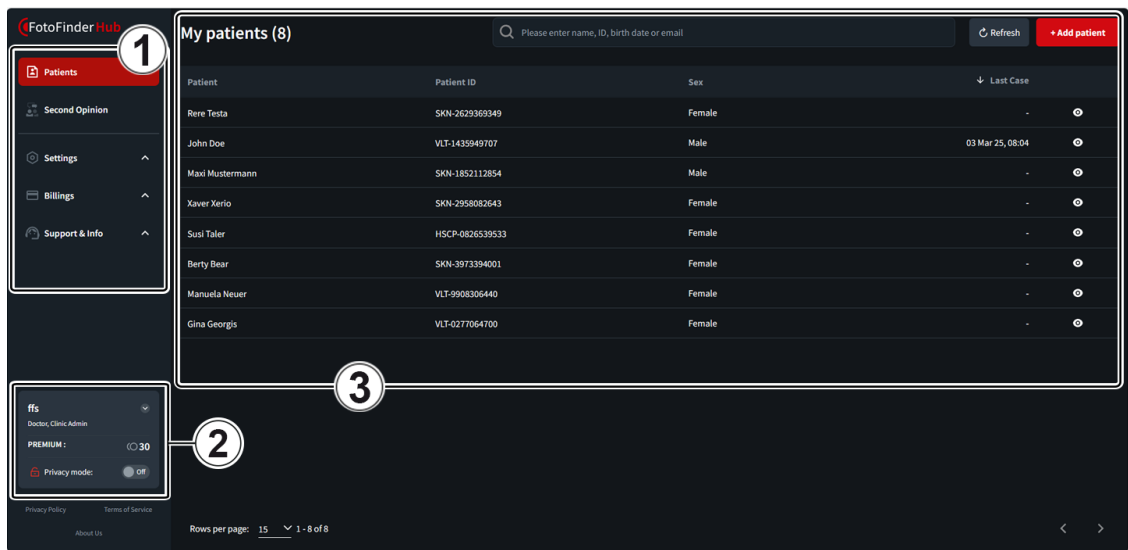 FotoFinder Hub
1
Patients
Second Opinion
Settings
Billings
Support & Info
ffs
Doctor, Clinic Admin
PREMIUM :
30
Privacy mode:
Off
2
Privacy Policy
Terms of Service
About Us
My patients (8)
Please enter name, ID, birth date or email
Refresh
+ Add patient
Patient Patient ID Sex Last Case
Rere Testa SKN-2629369349 Female -
John Doe VLT-1435949707 Male 03 Mar 25, 08:04
Maxi Mustermann SKN-1852112854 Male -
Xaver Xerio SKN-2958082643 Female -
Susi Taler HSCP-0826539533 Female -
Berty Bear SKN-3973394001 Female -
Manuela Neuer VLT-9908306440 Female -
Gina Georgis VLT-0277064700 Female -
3
Rows per page: 15 1 - 8 of 8